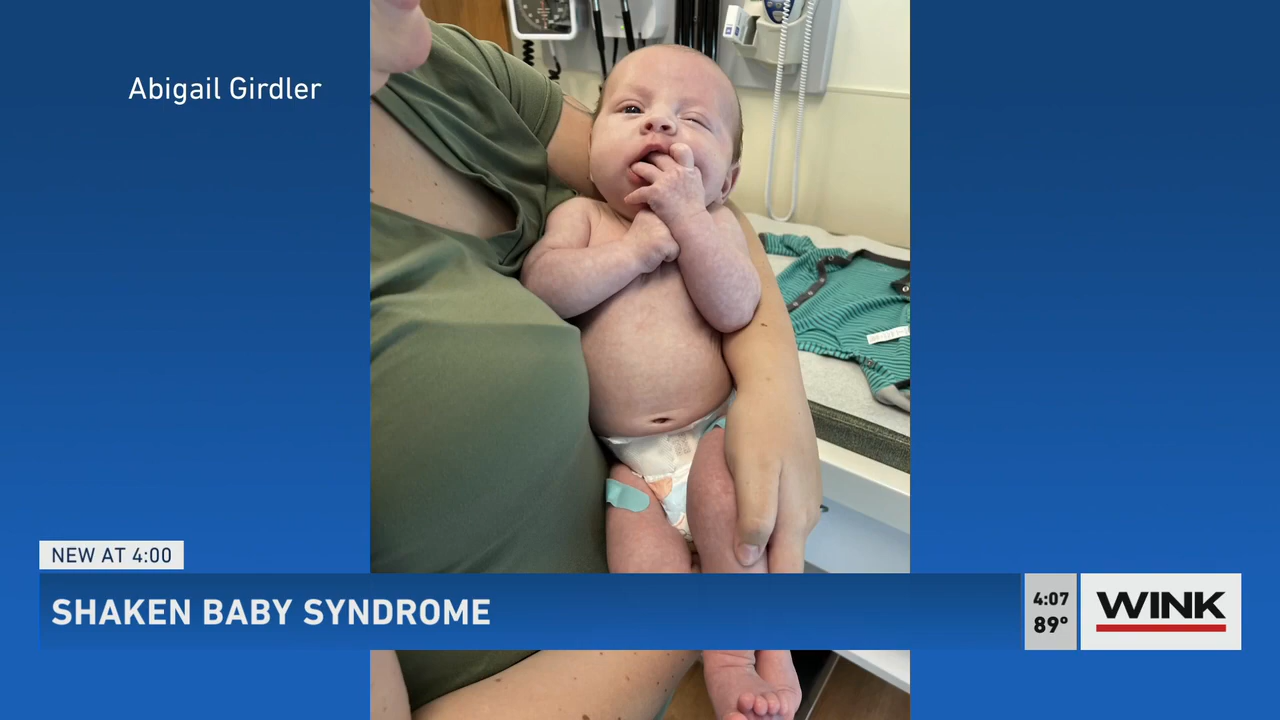 Abigail Girdler
NEW AT 4:00
SHAKEN BABY SYNDROME
4:07
89°
WINK